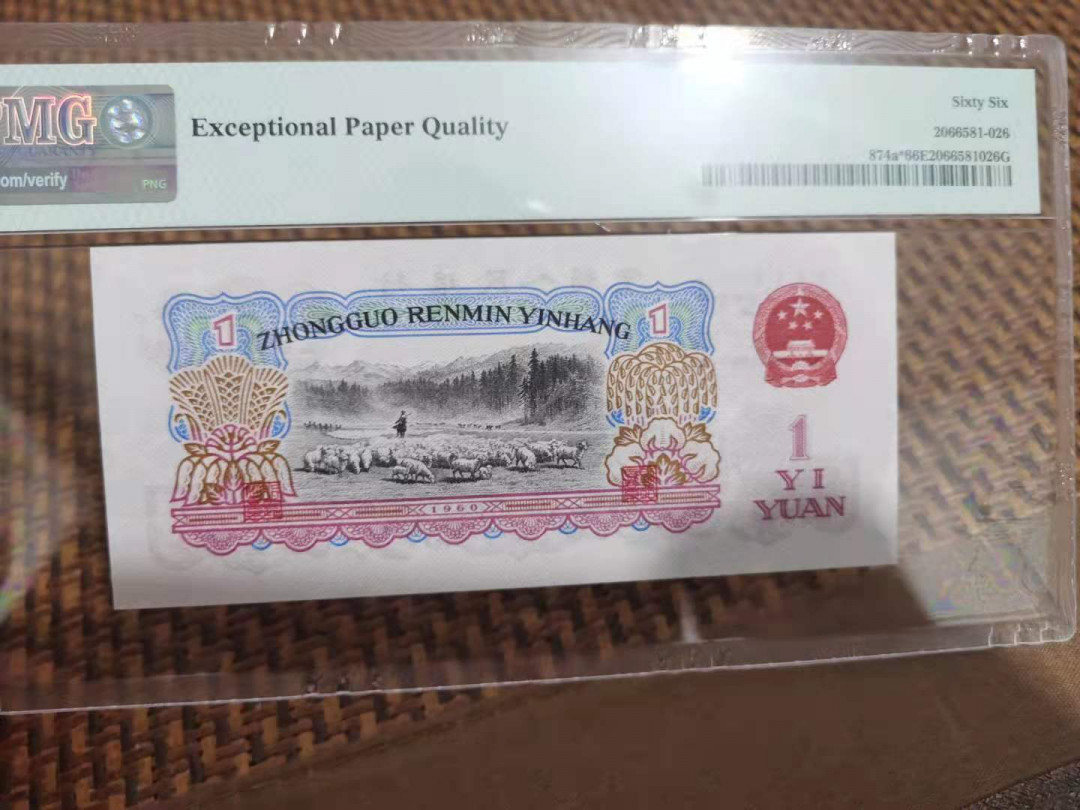 PMG
om/verify
PNG
Exceptional Paper Quality
Sixty Six
2066581-026
874a*66E2066581026G
1
ZHONGGUO RENMIN YINHANG
1
1960
1
YI
YUAN